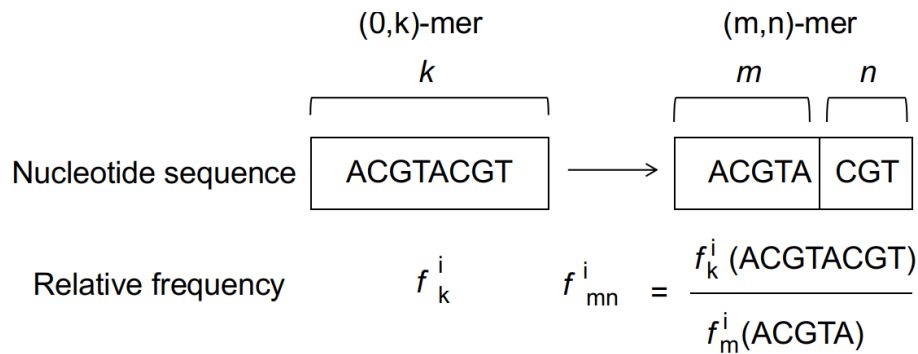 (0,k)-mer (m,n)-mer
k m n
Nucleotide sequence ACGTACGT ACGTA CGT
Relative frequency f i k f i mn = f i k (ACGTACGT)
f i m (ACGTA)